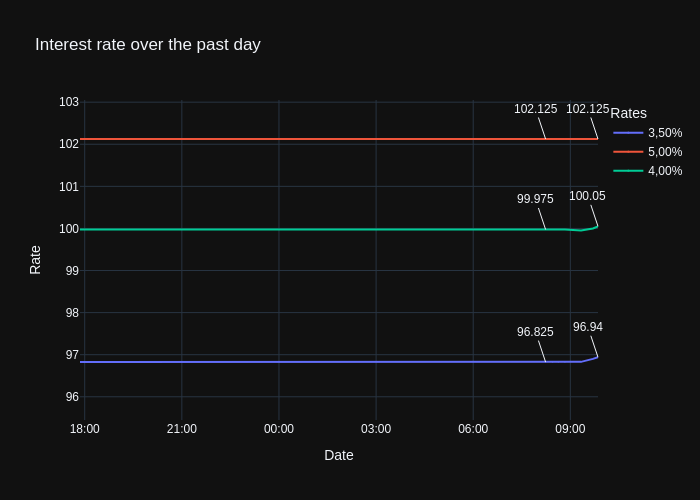 Interest rate over the past day
103
102
101
100
99
98
97
96
Rate
102.125 102.125
99.975 100.05
96.825 96.94
Rates
3,50%
5,00%
4,00%
18:00 21:00 00:00 03:00 06:00 09:00
Date